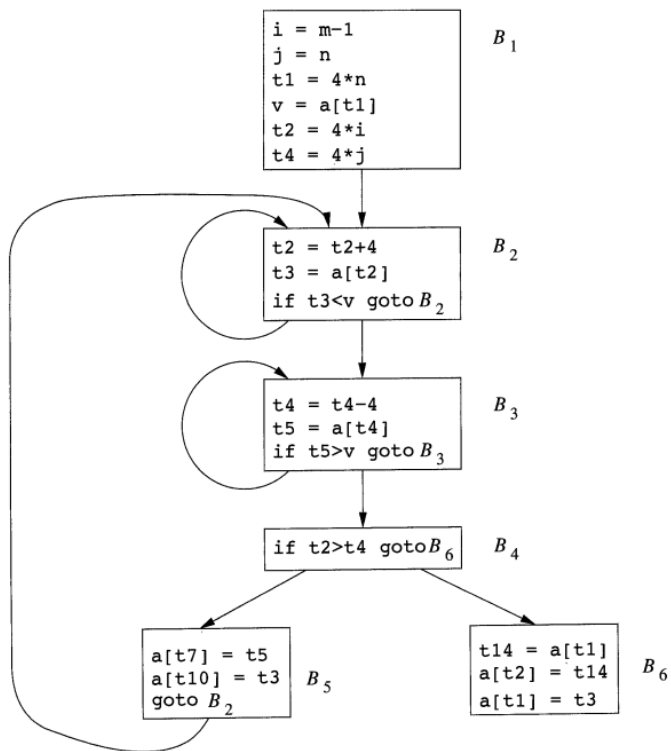 i = m-1
j = n
t1 = 4*n
v = a[t1]
t2 = 4*i
t4 = 4*j
B1
t2 = t2+4
t3 = a[t2]
if t3<v goto B2
B2
t4 = t4-4
t5 = a[t4]
if t5>v goto B3
B3
if t2>t4 goto B6
B4
a[t7] = t5
a[t10] = t3
goto B2
B5
t14 = a[t1]
a[t2] = t14
a[t1] = t3
B6